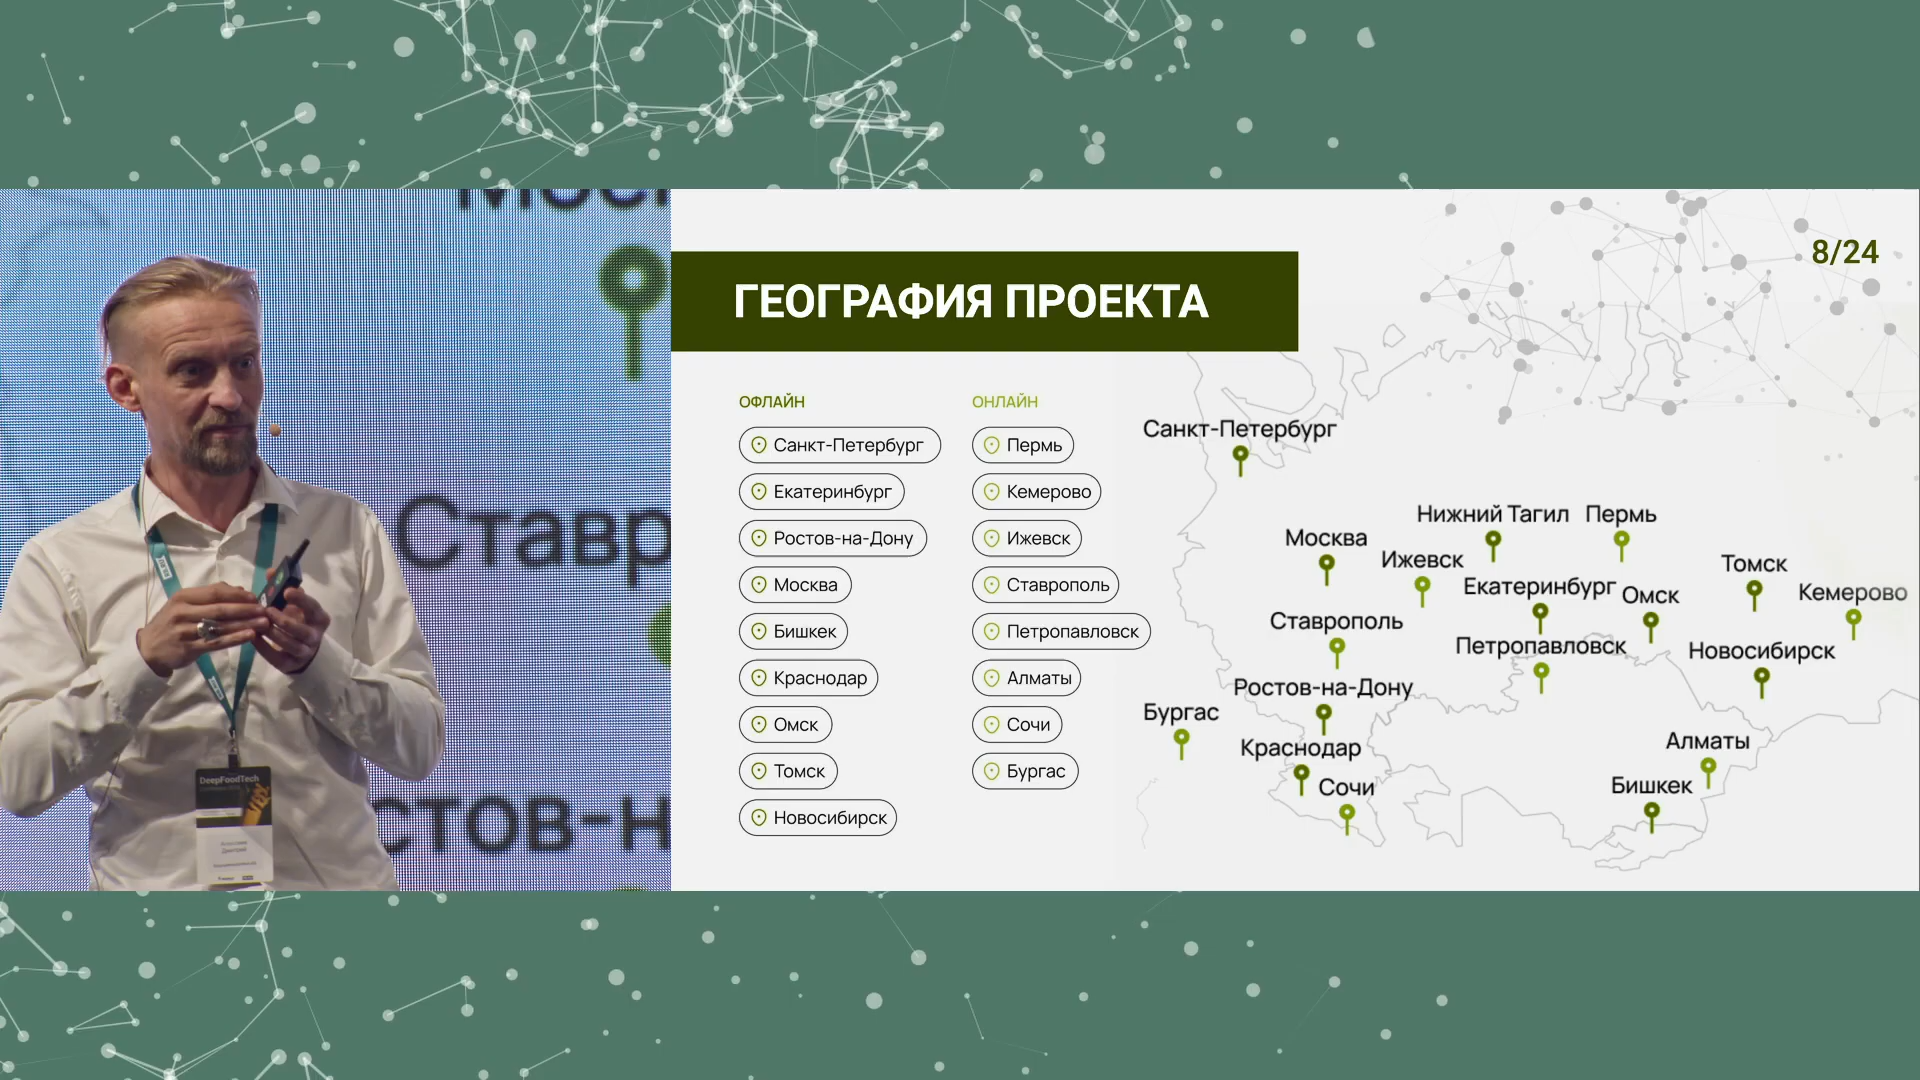 Моск
Ставр
стов-н
DeepFoodTech
Дмитрий
8/24
ГЕОГРАФИЯ ПРОЕКТА
ОФЛАЙН
Санкт-Петербург
Екатеринбург
Ростов-на-Дону
Москва
Бишкек
Краснодар
Омск
Томск
Новосибирск
ОНЛАЙН
Пермь
Кемерово
Ижевск
Ставрополь
Петропавловск
Алматы
Сочи
Бургас
Санкт-Петербург
Нижний Тагил
Пермь
Москва
Ижевск
Томск
Екатеринбург
Омск
Кемерово
Ставрополь
Петропавловск
Новосибирск
Ростов-на-Дону
Бургас
Краснодар
Алматы
Сочи
Бишкек